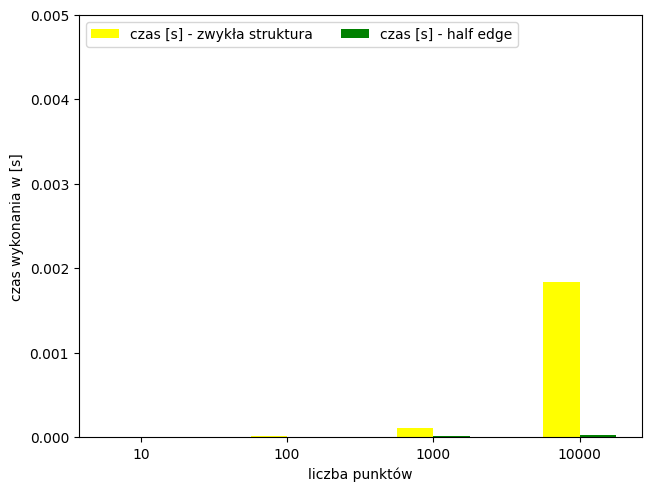 czas [s] - zwykła struktura
czas [s] - half edge
czas wykonania w [s]
0.005
0.004
0.003
0.002
0.001
0.000
10 100 1000 10000
liczba punktów